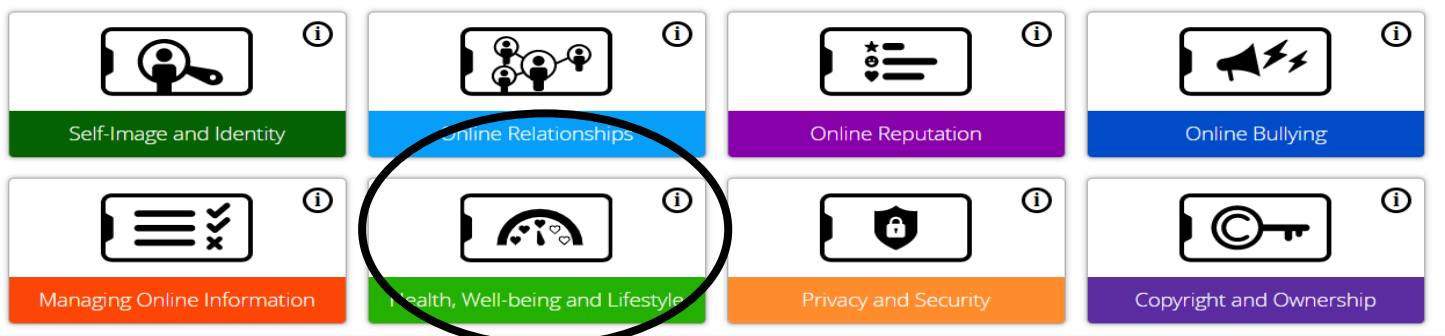 Self-Image and Identity
Online Relationships
Online Reputation
Online Bullying
Managing Online Information
Health, Well-being and Lifestyle
Privacy and Security
Copyright and Ownership